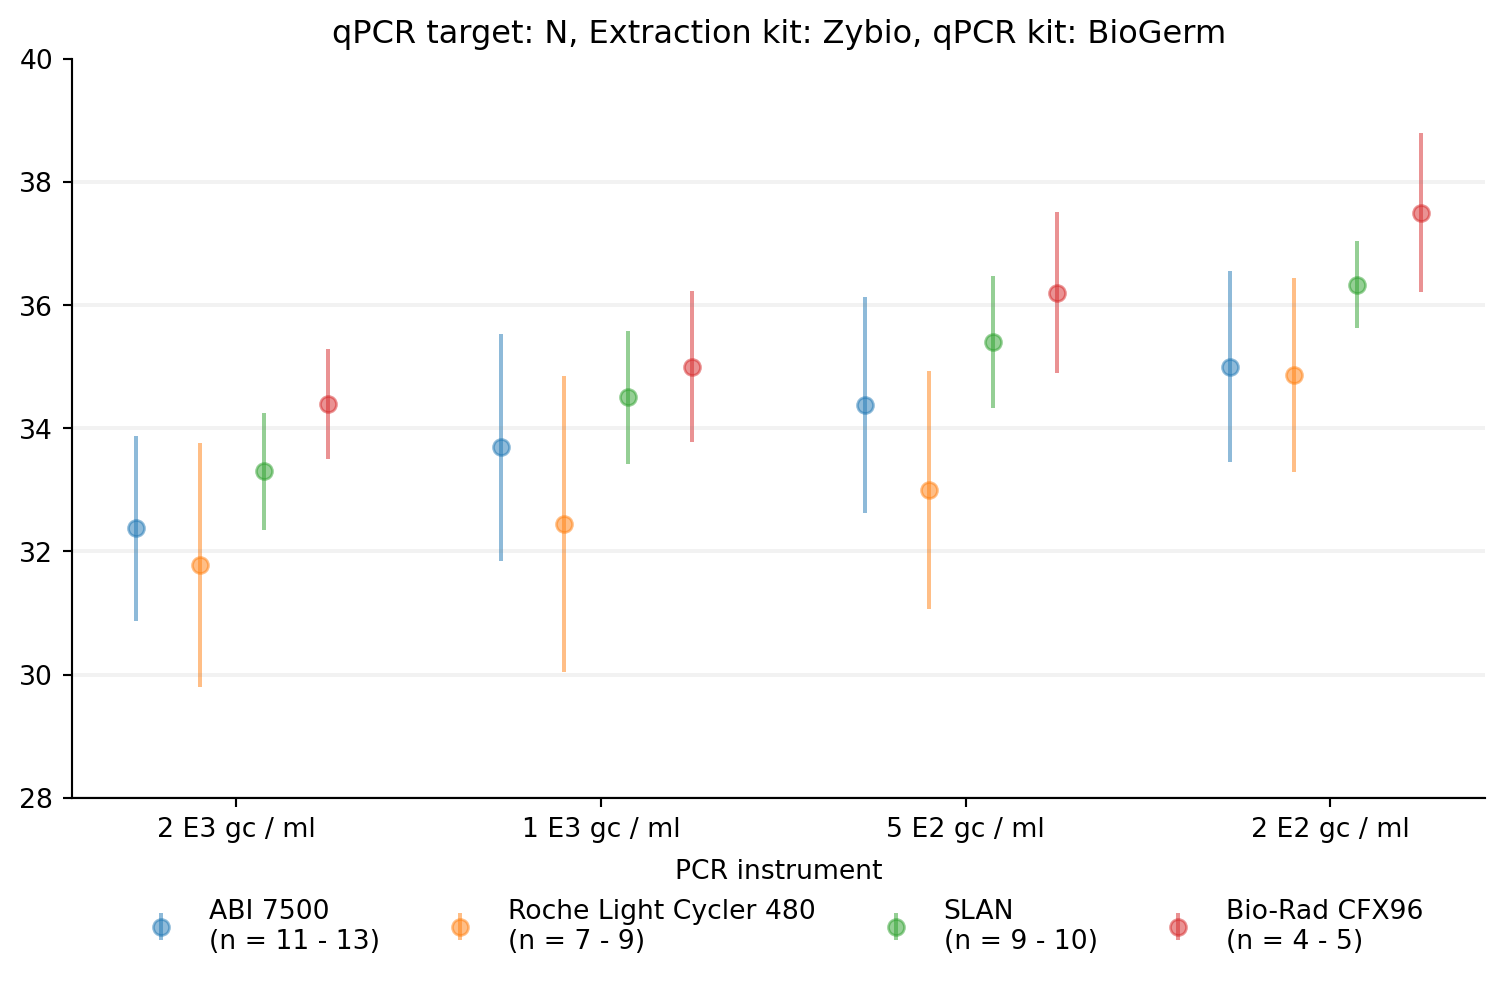 qPCR target: N, Extraction kit: Zybio, qPCR kit: BioGerm
40
38
36
34
32
30
28
2 E3 gc / ml
1 E3 gc / ml
5 E2 gc / ml
2 E2 gc / ml
PCR instrument
ABI 7500
(n = 11 - 13)
Roche Light Cycler 480
(n = 7 - 9)
SLAN
(n = 9 - 10)
Bio-Rad CFX96
(n = 4 - 5)